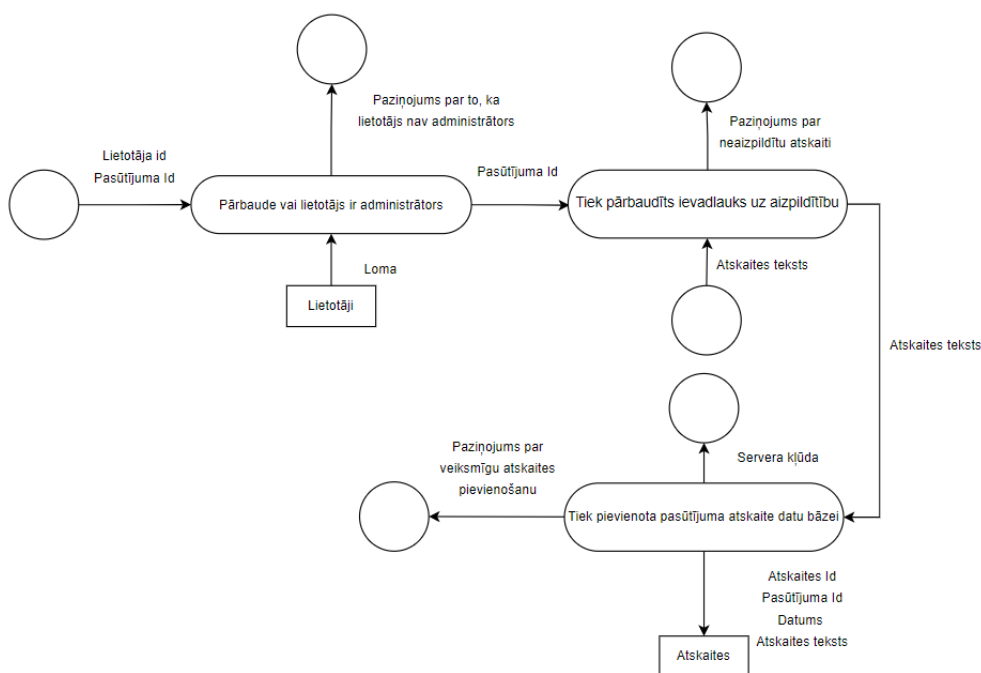 Paziņojums par to, ka
lietotājs nav administrātors
Paziņojums par
neaizpildītu atskaiti
Lietotāja id
Pasūtījuma Id
Pārbaude vai lietotājs ir administrātors
Pasūtījuma Id
Tiek pārbaudīts ievadlauks uz aizpildītību
Loma
Lietotāji
Atskaites teksts
Atskaites teksts
Paziņojums par
veiksmīgu atskaites
pievienošanu
Servera kļūda
Tiek pievienota pasūtījuma atskaite datu bāzei
Atskaites Id
Pasūtījuma Id
Datums
Atskaites teksts
Atskaites